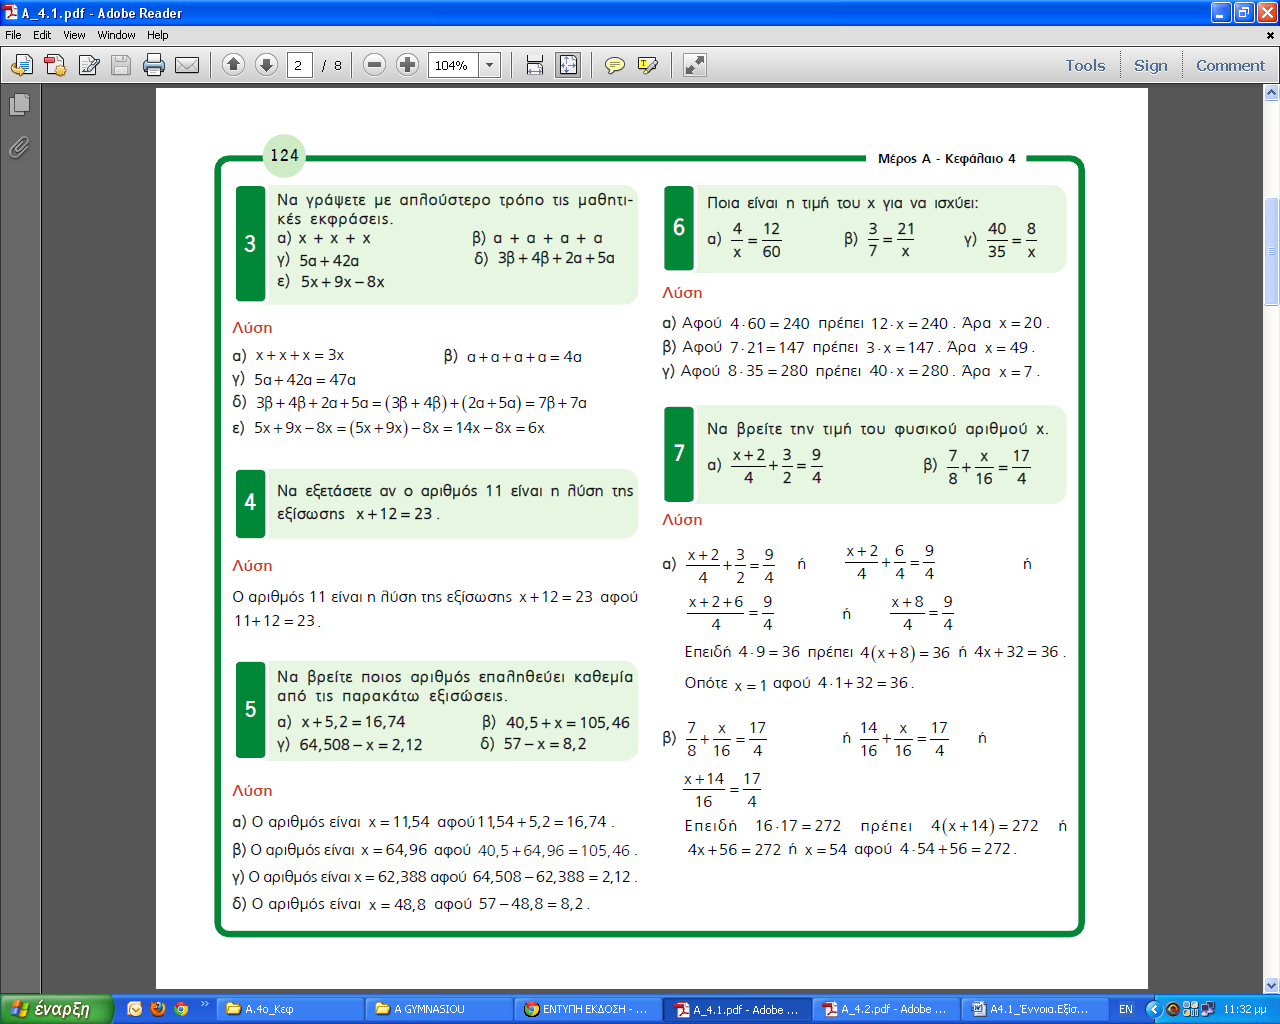 A_4.1.pdf - Adobe Reader
File Edit View Window Help
2 / 8 104% Tools Sign Comment
124
Μέρος Α - Κεφάλαιο 4
3
Να γράψετε με απλούστερο τρόπο τις μαθητι-
κές εκφράσεις.
α) x + x + x β) α + α + α + α
γ) 5α + 42α δ) 3β + 4β + 2α + 5α
ε) 5x + 9x − 8x
Λύση
α) x + x + x = 3x β) α + α + α + α = 4α
γ) 5α + 42α = 47α
δ) 3β + 4β + 2α + 5α = (3β + 4β) + (2α + 5α) = 7β + 7α
ε) 5x + 9x − 8x = (5x + 9x) − 8x = 14x − 8x = 6x
4
Να εξετάσετε αν ο αριθμός 11 είναι η λύση της
εξίσωσης x + 12 = 23 .
Λύση
Ο αριθμός 11 είναι η λύση της εξίσωσης x + 12 = 23 αφού
11 + 12 = 23 .
5
Να βρείτε ποιος αριθμός επαληθεύει καθεμία
από τις παρακάτω εξισώσεις.
α) x + 5,2 = 16,74 β) 40,5 + x = 105,46
γ) 64,508 − x = 2,12 δ) 57 − x = 8,2
Λύση
α) Ο αριθμός είναι x = 11,54 αφού 11,54 + 5,2 = 16,74 .
β) Ο αριθμός είναι x = 64,96 αφού 40,5 + 64,96 = 105,46 .
γ) Ο αριθμός είναι x = 62,388 αφού 64,508 − 62,388 = 2,12 .
δ) Ο αριθμός είναι x = 48,8 αφού 57 − 48,8 = 8,2 .
6
Ποια είναι η τιμή του x για να ισχύει:
α) 4/x = 12/60 β) 3/7 = 21/x γ) 40/35 = 8/x
Λύση
α) Αφού 4 · 60 = 240 πρέπει 12 · x = 240 . Άρα x = 20 .
β) Αφού 7 · 21 = 147 πρέπει 3 · x = 147 . Άρα x = 49 .
γ) Αφού 8 · 35 = 280 πρέπει 40 · x = 280 . Άρα x = 7 .
7
Να βρείτε την τιμή του φυσικού αριθμού x.
α) (x + 2)/4 + 3/2 = 9/4 β) 7/8 + x/16 = 17/4
Λύση
α) (x + 2)/4 + 3/2 = 9/4 ή (x + 2)/4 + 6/4 = 9/4 ή
(x + 2 + 6)/4 = 9/4 ή (x + 8)/4 = 9/4
Επειδή 4 · 9 = 36 πρέπει 4(x + 8) = 36 ή 4x + 32 = 36 .
Οπότε x = 1 αφού 4 · 1 + 32 = 36 .
β) 7/8 + x/16 = 17/4 ή 14/16 + x/16 = 17/4 ή
(x + 14)/16 = 17/4
Επειδή 16 · 17 = 272 πρέπει 4(x + 14) = 272 ή
4x + 56 = 272 ή x = 54 αφού 4 · 54 + 56 = 272 .
έναρξη A.4ο_Κεφ A GYMNASIOU ΕΝΤΥΠΗ ΕΚΔΟΣΗ - ... A_4.1.pdf - Adobe ... A_4.2.pdf - Adobe ... A4.1_Έννοια.Εξίσ... EN 11:32 μμ